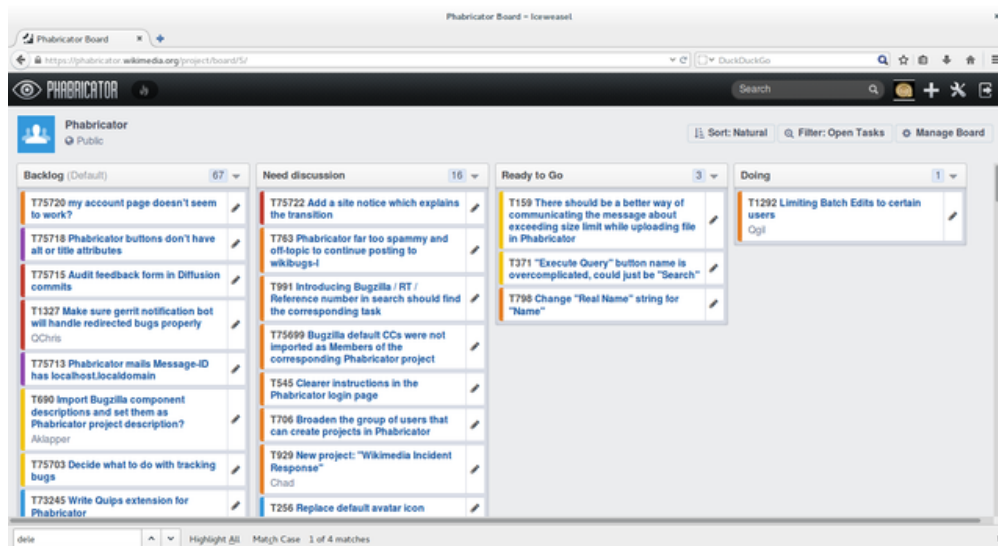 Phabricator Board - Iceweasel
Phabricator Board
https://phabricator.wikimedia.org/project/board/5/
DuckDuckGo
PHABRICATOR
Search
Phabricator
Public
Sort: Natural
Filter: Open Tasks
Manage Board
Backlog (Default) 67
T75720 my account page doesn't seem
to work?
T75718 Phabricator buttons don't have
alt or title attributes
T75715 Audit feedback form in Diffusion
commits
T1327 Make sure gerrit notification bot
will handle redirected bugs properly
QChris
T75713 Phabricator mails Message-ID
has localhost.localdomain
T690 Import Bugzilla component
descriptions and set them as
Phabricator project description?
Aklapper
T75703 Decide what to do with tracking
bugs
T73245 Write Quips extension for
Phabricator
Need discussion 16
T75722 Add a site notice which explains
the transition
T763 Phabricator far too spammy and
off-topic to continue posting to
wikibugs-l
T991 Introducing Bugzilla / RT /
Reference number in search should find
the corresponding task
T75699 Bugzilla default CCs were not
imported as Members of the
corresponding Phabricator project
T545 Clearer instructions in the
Phabricator login page
T706 Broaden the group of users that
can create projects in Phabricator
T929 New project: "Wikimedia Incident
Response"
Chad
T256 Replace default avatar icon
Ready to Go 3
T159 There should be a better way of
communicating the message about
exceeding size limit while uploading file
in Phabricator
T371 "Execute Query" button name is
overcomplicated, could just be "Search"
T798 Change "Real Name" string for
"Name"
Doing 1
T1292 Limiting Batch Edits to certain
users
Qgil
dele
Highlight All
Match Case
1 of 4 matches